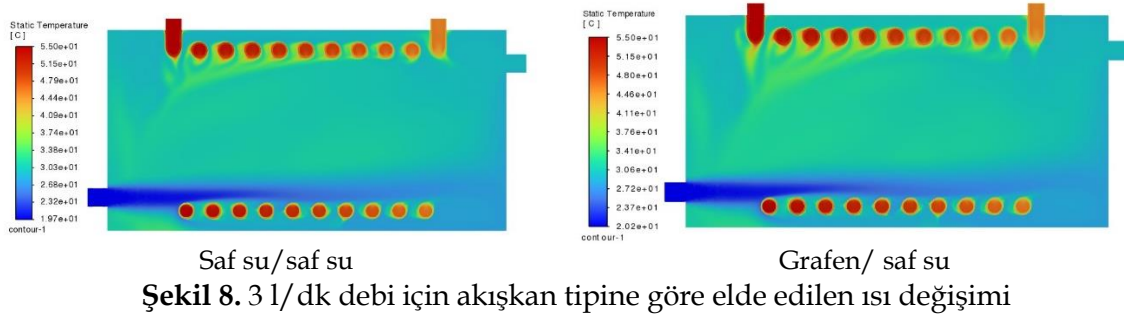 Static Temperature
[ C ]
5.50e+01
5.15e+01
4.79e+01
4.44e+01
4.09e+01
3.74e+01
3.38e+01
3.03e+01
2.68e+01
2.32e+01
1.97e+01
contour-1
Static Temperature
[ C ]
5.50e+01
5.15e+01
4.80e+01
4.46e+01
4.11e+01
3.76e+01
3.41e+01
3.06e+01
2.72e+01
2.37e+01
2.02e+01
contour-1
Saf su/saf su
Grafen/ saf su
Şekil 8. 3 l/dk debi için akışkan tipine göre elde edilen ısı değişimi